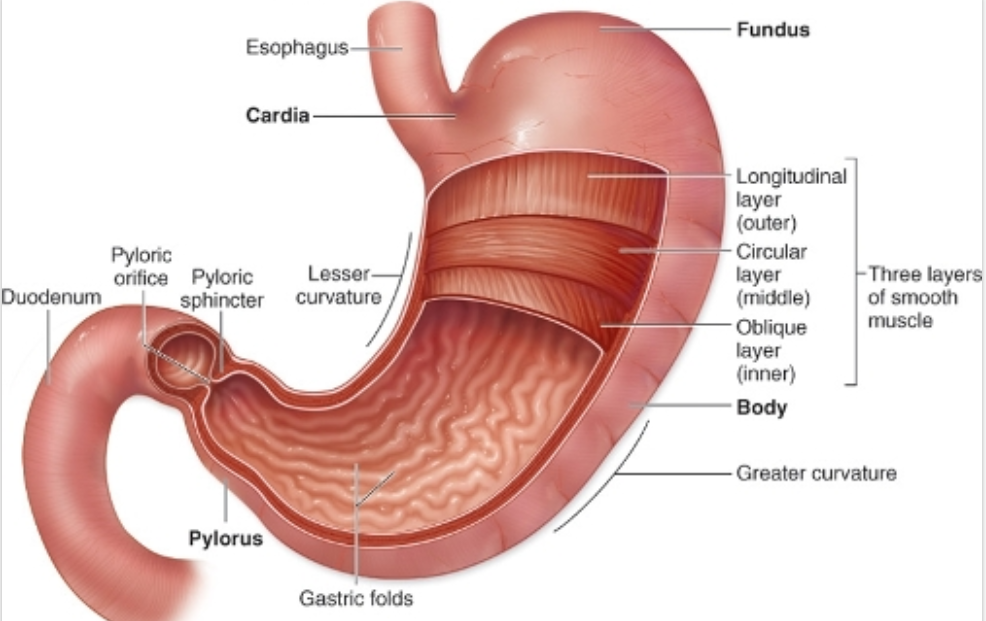 Esophagus
Fundus
Cardia
Longitudinal
layer
(outer)
Circular
layer
(middle)
Oblique
layer
(inner)
Three layers
of smooth
muscle
Lesser
curvature
Pyloric
orifice
Pyloric
sphincter
Duodenum
Body
Greater curvature
Pylorus
Gastric folds